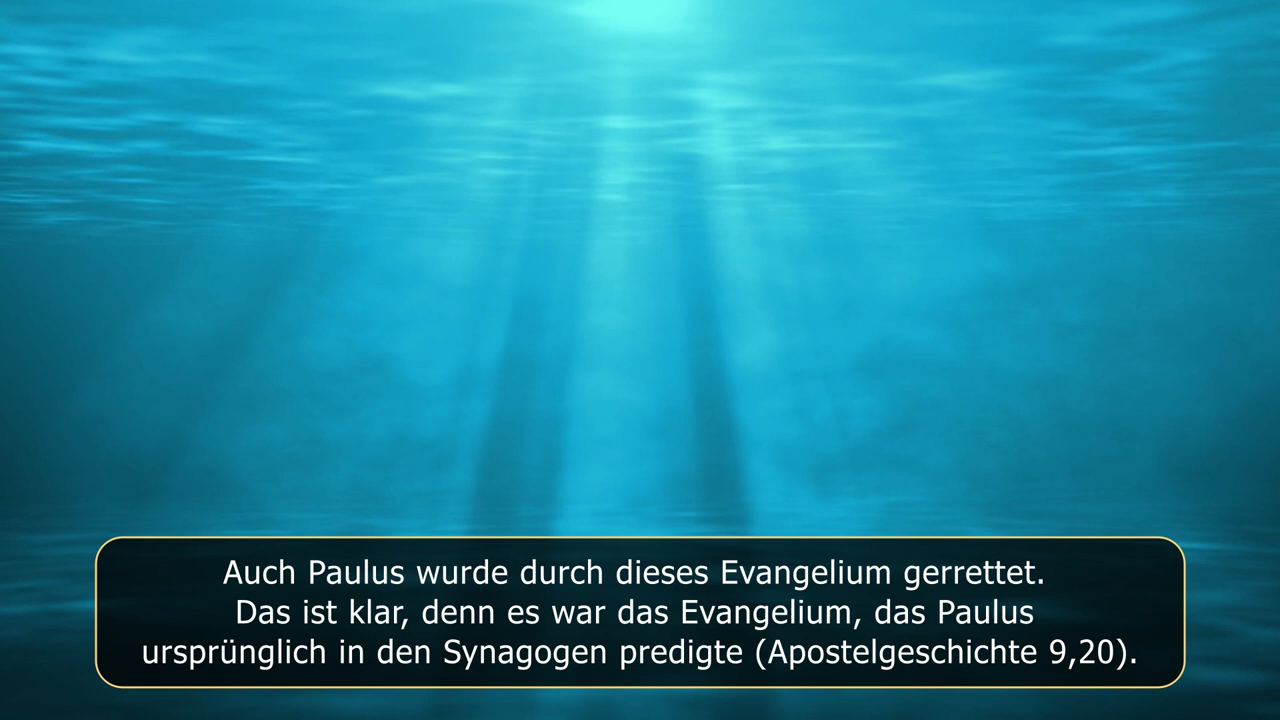 Auch Paulus wurde durch dieses Evangelium gerrettet.
Das ist klar, denn es war das Evangelium, das Paulus
ursprünglich in den Synagogen predigte (Apostelgeschichte 9,20).